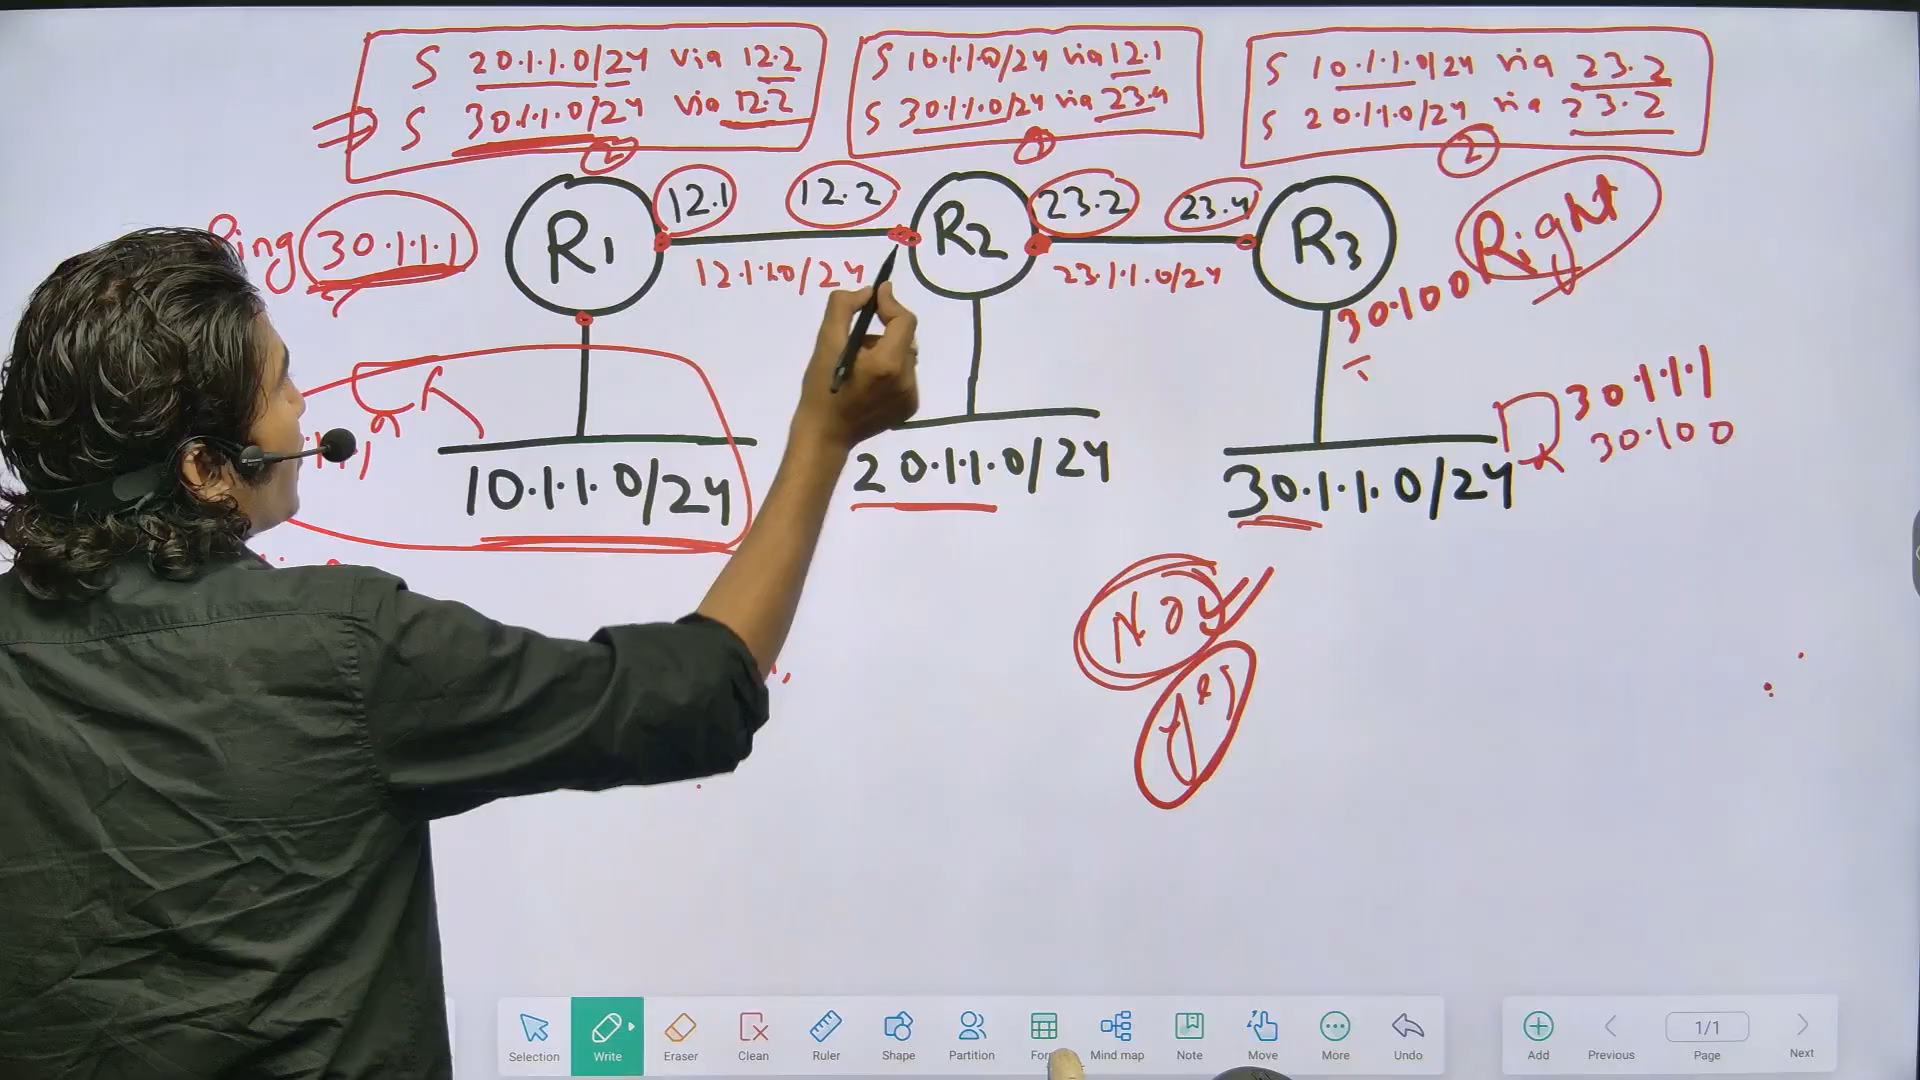 S 20.1.1.0/24 via 12.2
S 30.1.1.0/24 via 12.2
2
S 10.1.1.0/24 via 12.1
S 30.1.1.0/24 via 23.4
S 10.1.1.0/24 via 23.2
S 20.1.1.0/24 via 23.2
2
Ping 30.1.1.1
R1
12.1
12.2
R2
23.2
23.4
R3
Right
12.1.1.0/24
23.1.1.0/24
30.100
30.1.1.1
30.100
10.1.1.0/24
20.1.1.0/24
30.1.1.0/24
Selection
Write
Eraser
Clean
Ruler
Shape
Partition
Mind map
Note
Move
More
Undo
Add
Previous
1/1
Page
Next